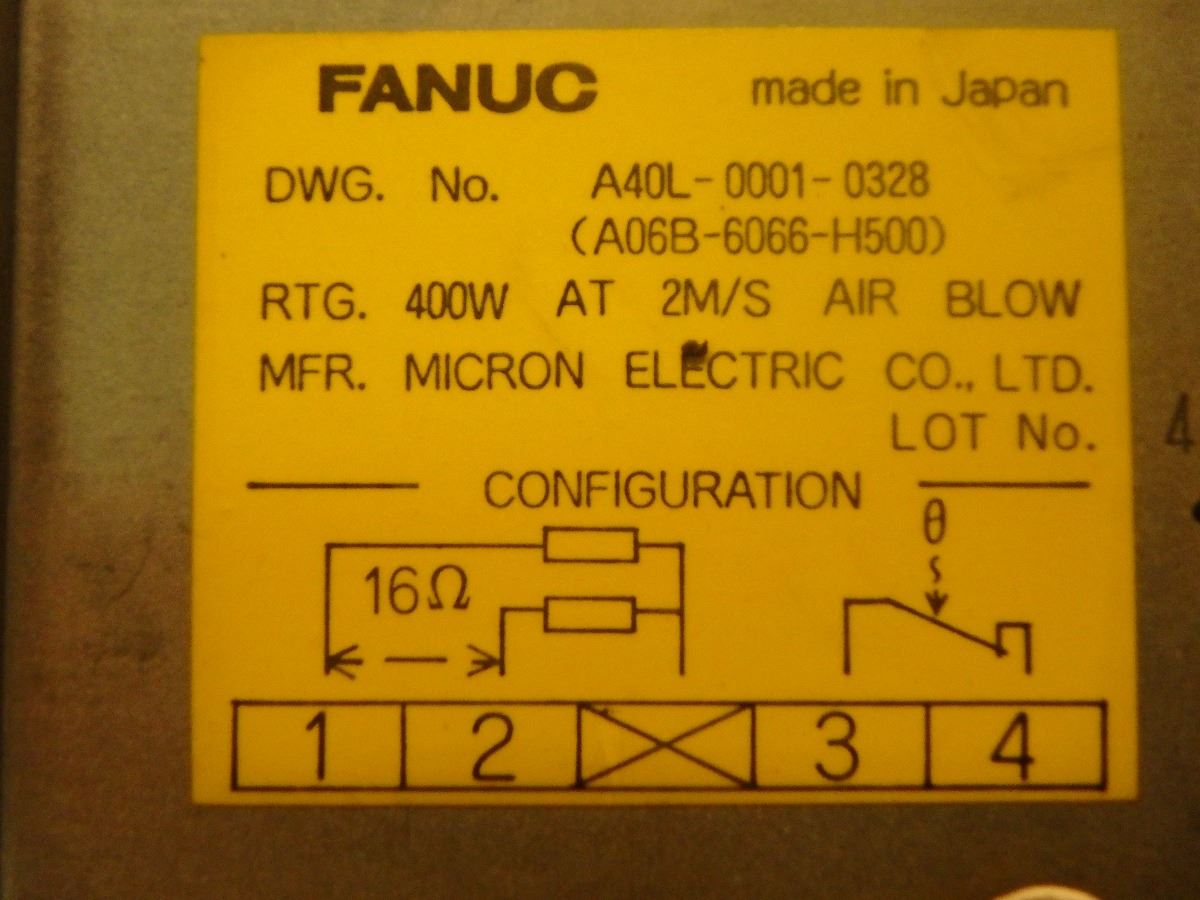 FANUC made in Japan
DWG. No. A40L-0001-0328
(A06B-6066-H500)
RTG. 400W AT 2M/S AIR BLOW
MFR. MICRON ELECTRIC CO., LTD.
LOT No. 4
CONFIGURATION
θ
16Ω
1 2 3 4